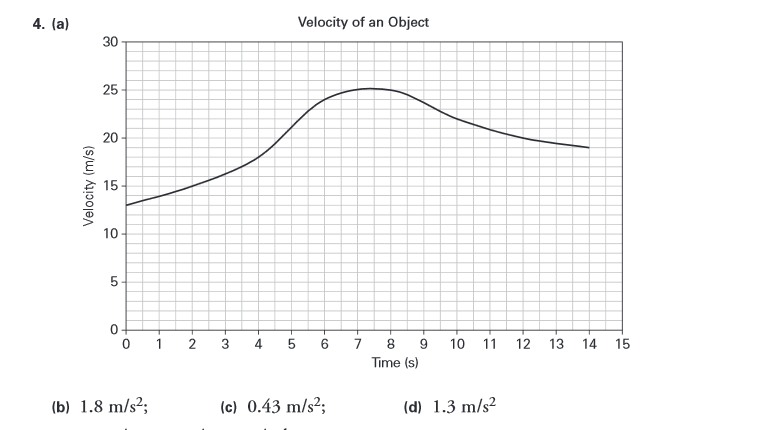 4. (a)
Velocity of an Object
30
25
20
15
10
5
0
Velocity (m/s)
0 1 2 3 4 5 6 7 8 9 10 11 12 13 14 15
Time (s)
(b) 1.8 m/s²; (c) 0.43 m/s²; (d) 1.3 m/s²